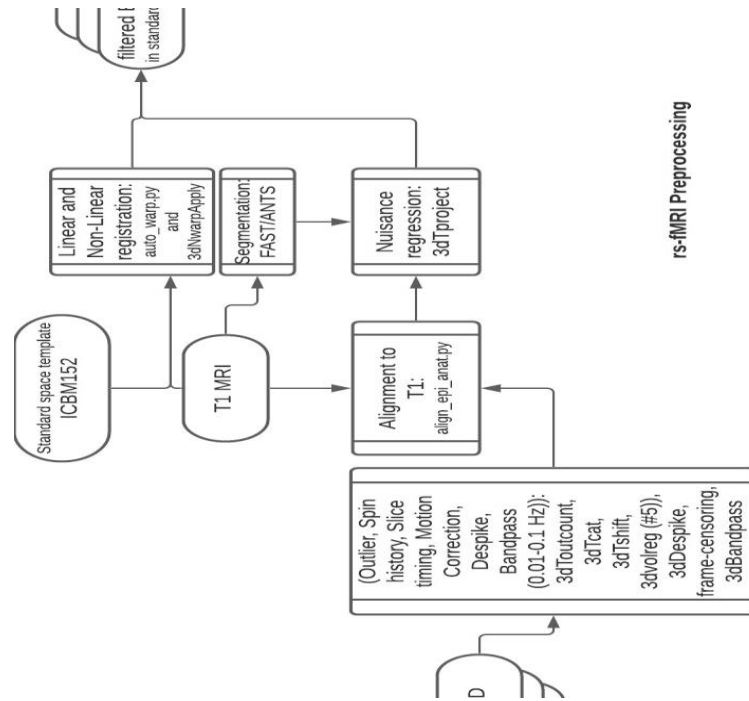 Standard space template
ICBM152
Linear and
Non-Linear
registration:
auto_warp.py
and
3dNwarpApply
filtered
in standard
T1 MRI
Segmentation:
FAST/ANTS
(Outlier, Spin
history, Slice
timing, Motion
Correction,
Despike,
Bandpass
(0.01-0.1 Hz)):
3dToutcount,
3dTcat,
3dTshift,
3dvolreg (#5)),
3dDespike,
frame-censoring,
3dBandpass
Alignment to
T1:
align_epi_anat.py
Nuisance
regression:
3dTproject
D
rs-fMRI Preprocessing